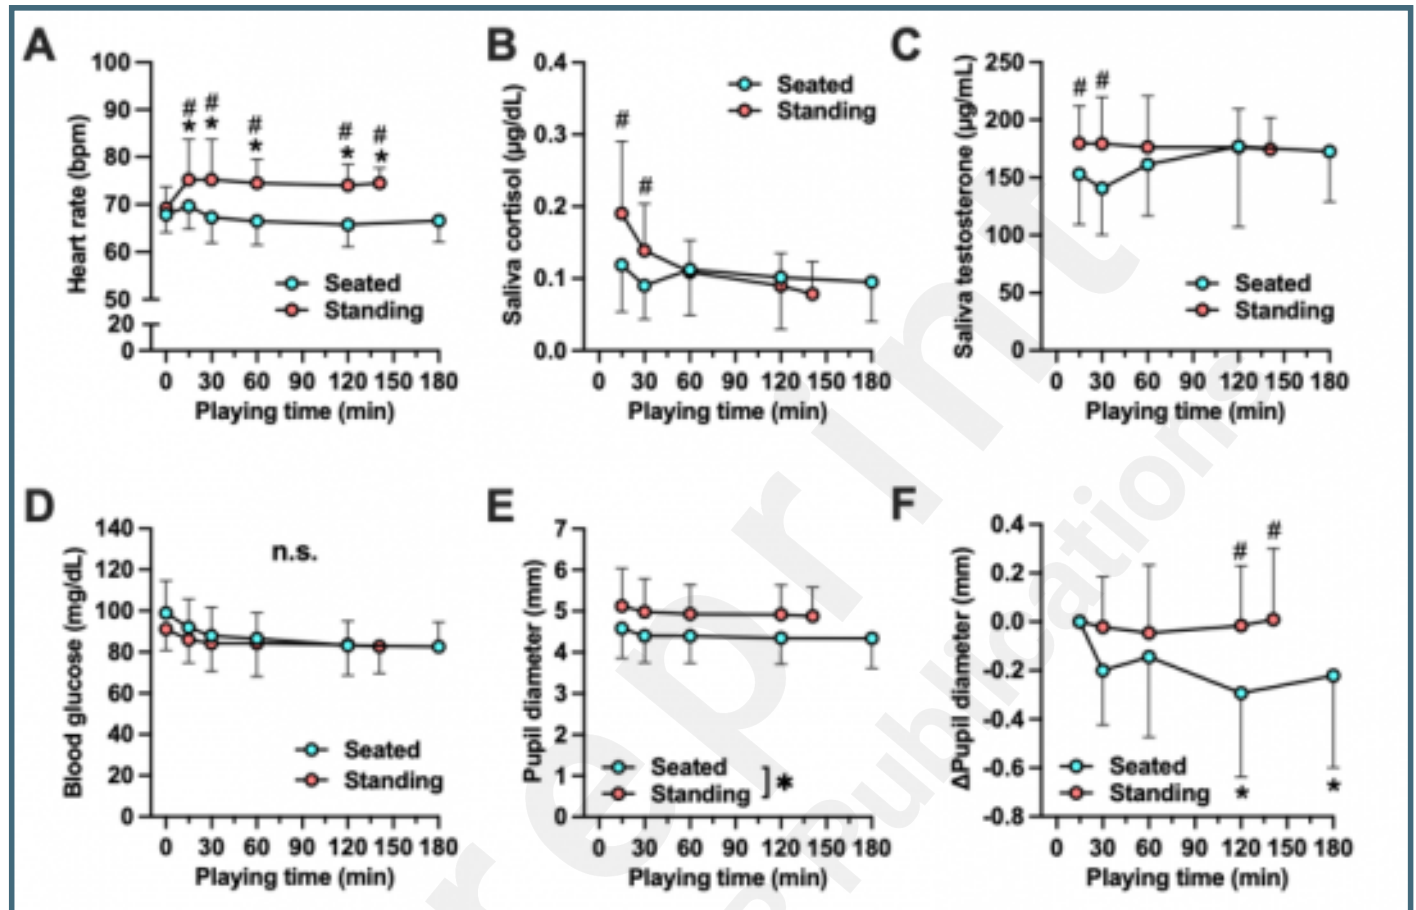 A
Heart rate (bpm)
100
90
80
70
60
50
20
0
# # # # #
* * * * *
Seated
Standing
0 30 60 90 120 150 180
Playing time (min)
B
Saliva cortisol (µg/dL)
0.4
0.3
0.2
0.1
0.0
# #
Seated
Standing
0 30 60 90 120 150 180
Playing time (min)
C
Saliva testosterone (µg/mL)
250
200
150
100
50
0
# #
Seated
Standing
0 30 60 90 120 150 180
Playing time (min)
D
Blood glucose (mg/dL)
140
120
100
80
60
40
20
0
n.s.
Seated
Standing
0 30 60 90 120 150 180
Playing time (min)
E
Pupil diameter (mm)
7
6
5
4
3
2
1
0
Seated
Standing
*
0 30 60 90 120 150 180
Playing time (min)
F
ΔPupil diameter (mm)
0.4
0.2
0.0
-0.2
-0.4
-0.6
-0.8
# #
* *
Seated
Standing
0 30 60 90 120 150 180
Playing time (min)
reprint
Publications